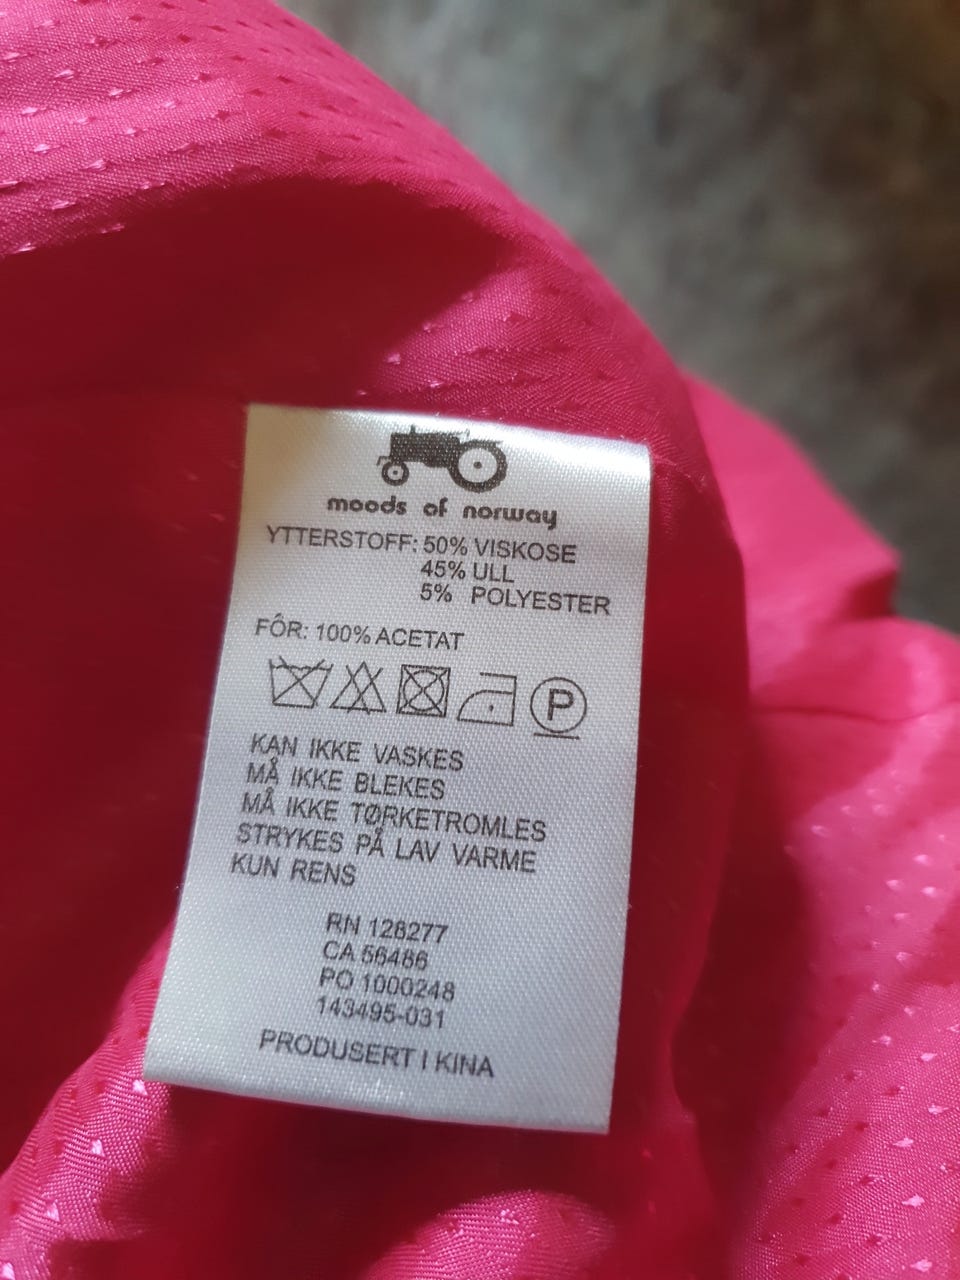 moods of norway
YTTERSTOFF: 50% VISKOSE
45% ULL
5% POLYESTER
FÔR: 100% ACETAT
P
KAN IKKE VASKES
MÅ IKKE BLEKES
MÅ IKKE TØRKETROMLES
STRYKES PÅ LAV VARME
KUN RENS
RN 128277
CA 56486
PO 1000248
143495-031
PRODUSERT I KINA